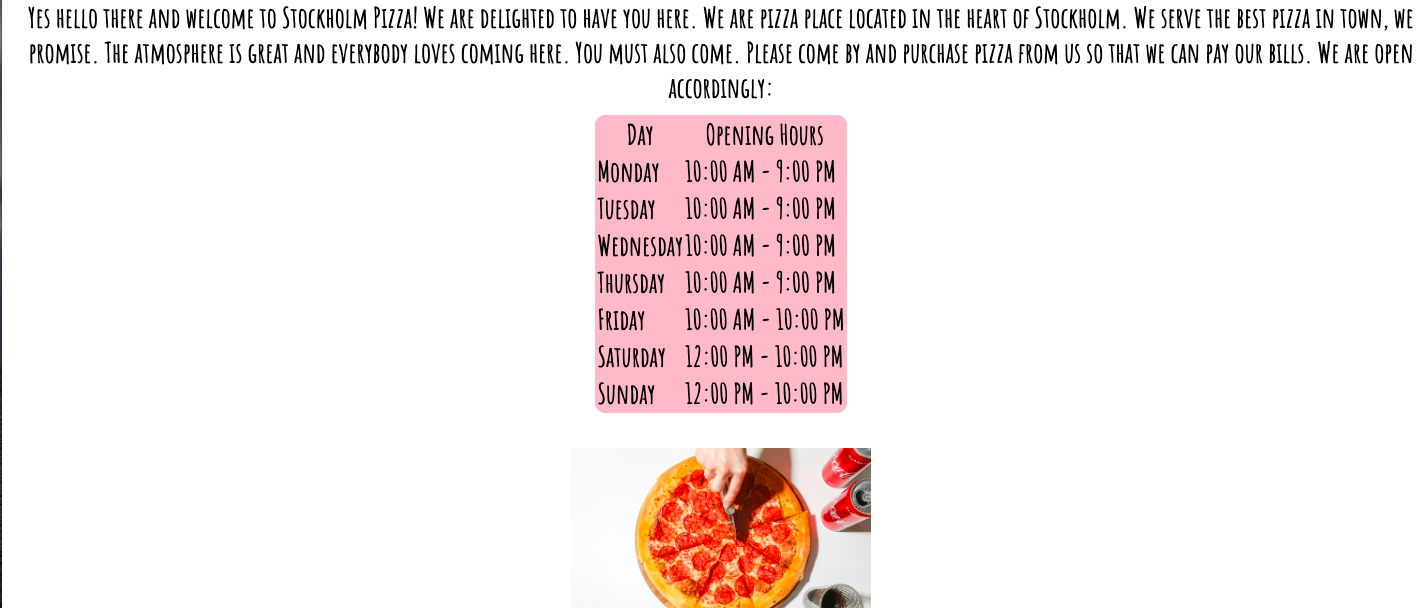 Yes hello there and welcome to Stockholm Pizza! We are delighted to have you here. We are pizza place located in the heart of Stockholm. We serve the best pizza in town, we
promise. The atmosphere is great and everybody loves coming here. You must also come. Please come by and purchase pizza from us so that we can pay our bills. We are open
accordingly:
Day Opening Hours
Monday 10:00 AM - 9:00 PM
Tuesday 10:00 AM - 9:00 PM
Wednesday 10:00 AM - 9:00 PM
Thursday 10:00 AM - 9:00 PM
Friday 10:00 AM - 10:00 PM
Saturday 12:00 PM - 10:00 PM
Sunday 12:00 PM - 10:00 PM